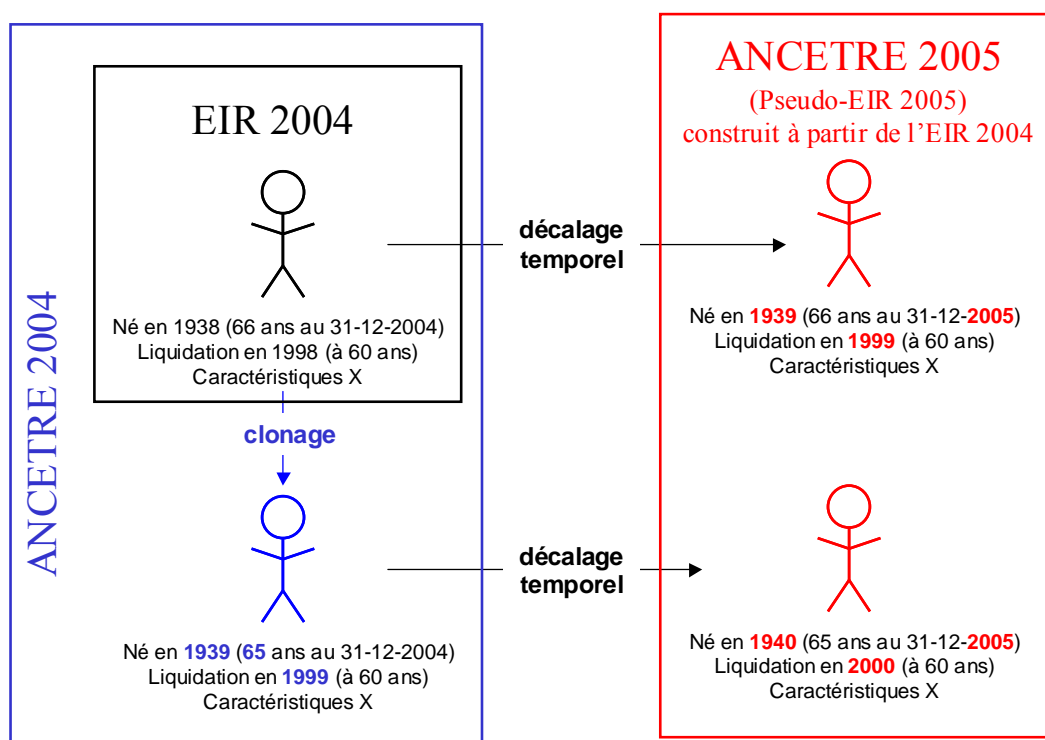 ANCETRE 2004
EIR 2004
Né en 1938 (66 ans au 31-12-2004)
Liquidation en 1998 (à 60 ans)
Caractéristiques X
clonage
Né en 1939 (65 ans au 31-12-2004)
Liquidation en 1999 (à 60 ans)
Caractéristiques X
décalage
temporel
décalage
temporel
ANCETRE 2005
(Pseudo-EIR 2005)
construit à partir de l’EIR 2004
Né en 1939 (66 ans au 31-12-2005)
Liquidation en 1999 (à 60 ans)
Caractéristiques X
Né en 1940 (65 ans au 31-12-2005)
Liquidation en 2000 (à 60 ans)
Caractéristiques X